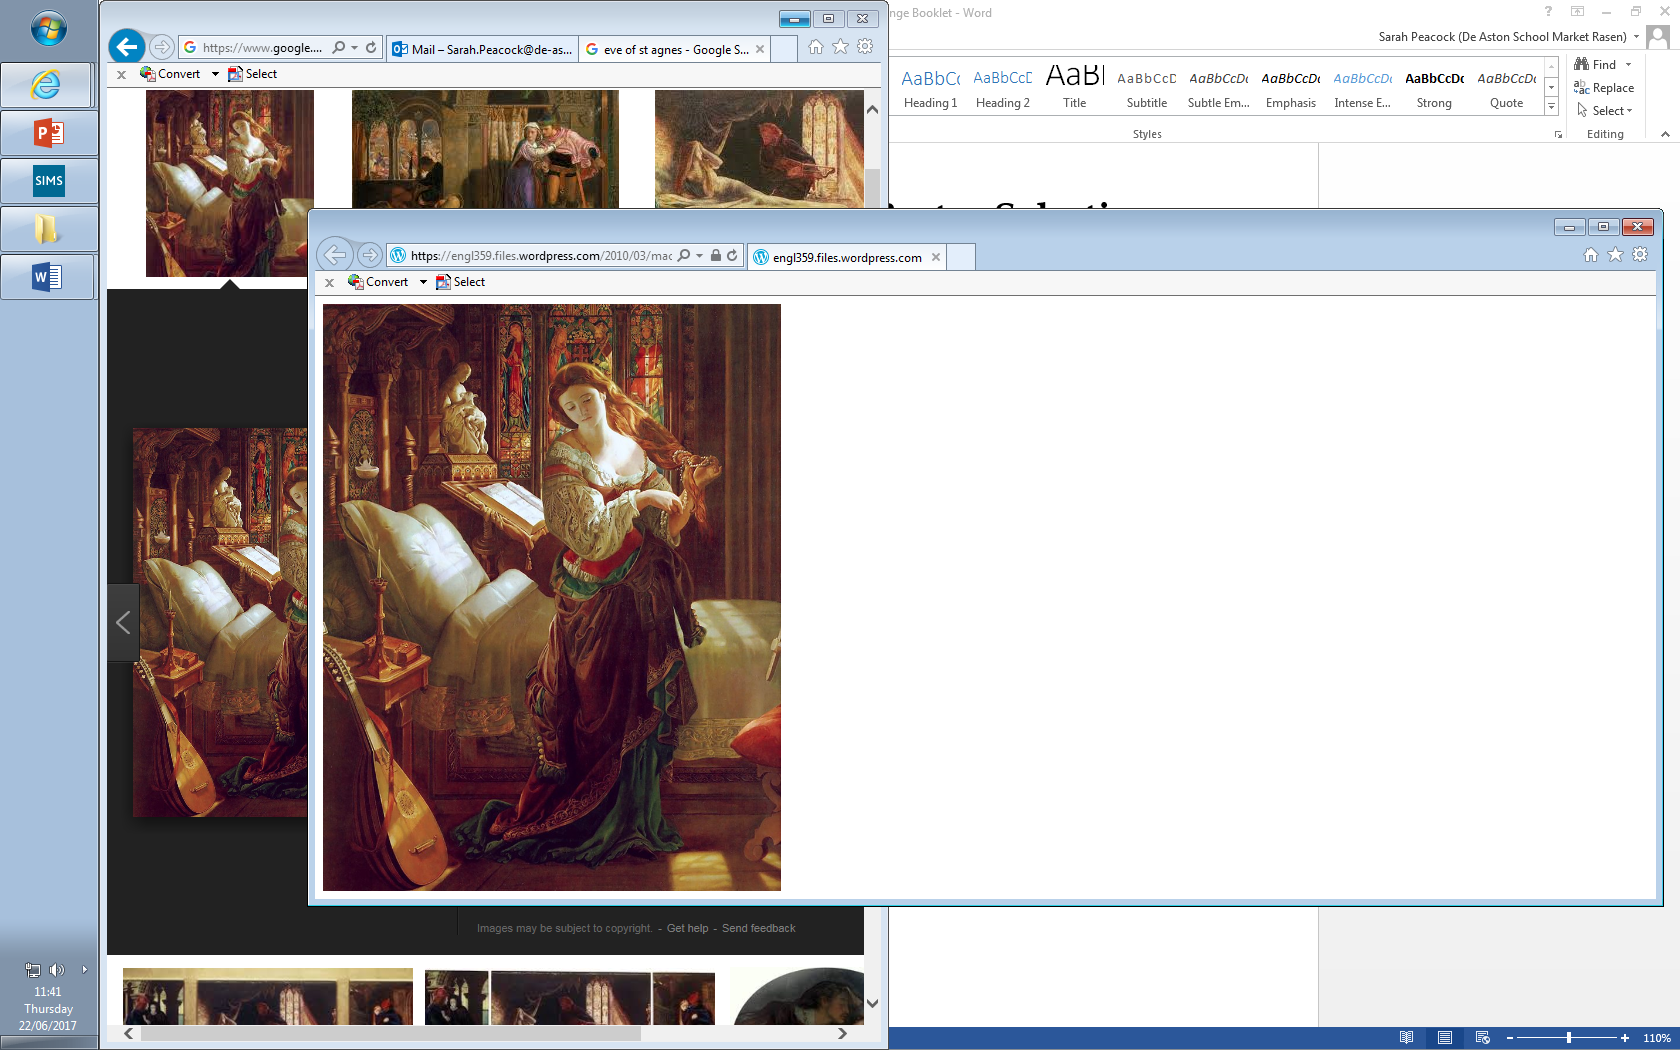 nge Booklet - Word
Sarah Peacock (De Aston School Market Rasen)
https://www.google....
Mail – Sarah.Peacock@de-as...
eve of st agnes - Google S...
Convert
Select
AaBbCc
AaBbCcD
AaBl
AaBbCcD
AaBbCcDc
AaBbCcDc
AaBbCcDc
AaBbCcDc
AaBbCcDc
Heading 1
Heading 2
Title
Subtitle
Subtle Em...
Emphasis
Intense E...
Strong
Quote
Styles
Find
Replace
Select
Editing
SIMS
https://engl359.files.wordpress.com/2010/03/mac
engl359.files.wordpress.com
Convert
Select
Images may be subject to copyright. - Get help - Send feedback
11:41
Thursday
22/06/2017
110%